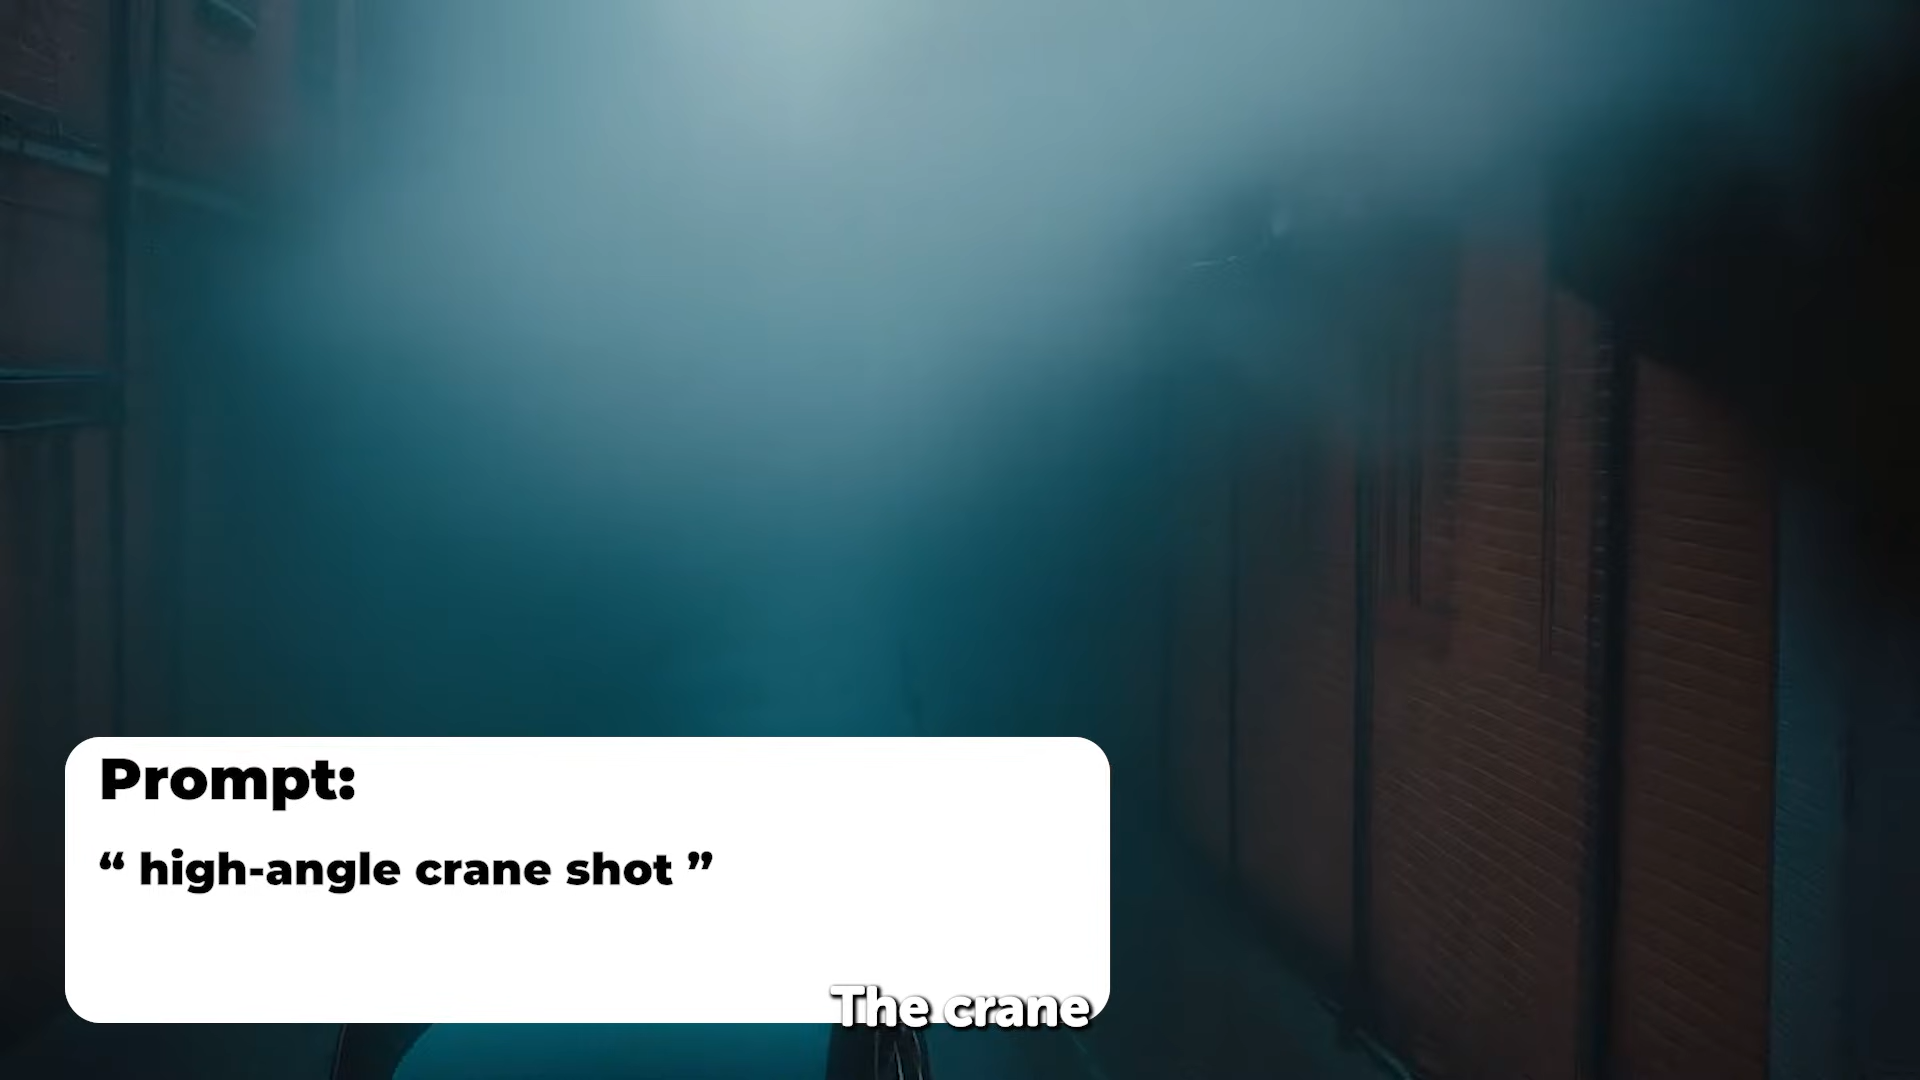 Prompt:
“ high-angle crane shot ”
The crane